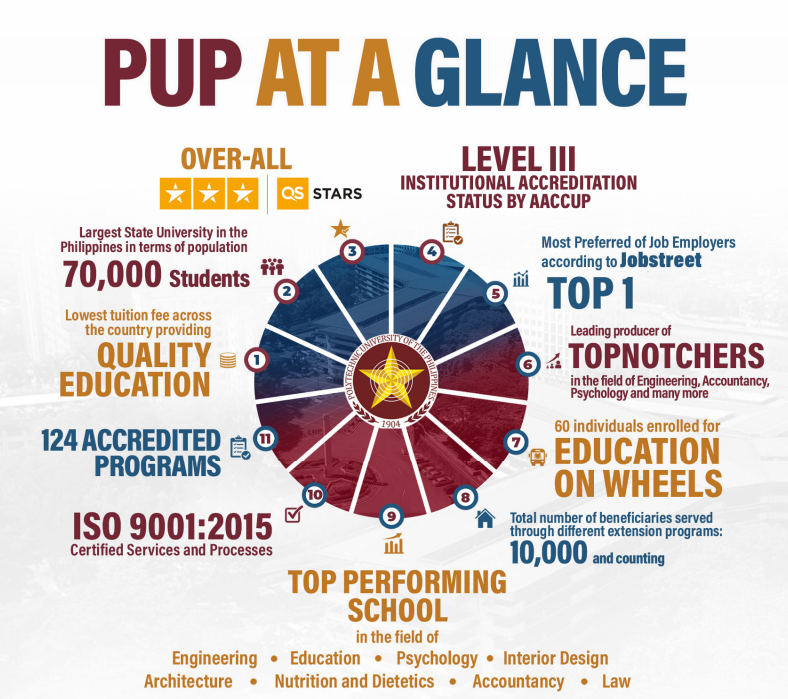 PUP AT A GLANCE
OVER-ALL
QS STARS
LEVEL III
INSTITUTIONAL ACCREDITATION
STATUS BY AACCUP
Largest State University in the
Philippines in terms of population
70,000 Students
Most Preferred of Job Employers
according to Jobstreet
TOP 1
Lowest tuition fee across
the country providing
QUALITY
EDUCATION
Leading producer of
TOPNOTCHERS
in the field of Engineering, Accountancy,
Psychology and many more
124 ACCREDITED
PROGRAMS
60 individuals enrolled for
EDUCATION
ON WHEELS
ISO 9001:2015
Certified Services and Processes
Total number of beneficiaries served
through different extension programs:
10,000 and counting
1
2
3
4
5
6
7
8
9
10
11
POLYTECHNIC UNIVERSITY OF THE PHILIPPINES
1904
TOP PERFORMING
SCHOOL
in the field of
Engineering • Education • Psychology • Interior Design
Architecture • Nutrition and Dietetics • Accountancy • Law